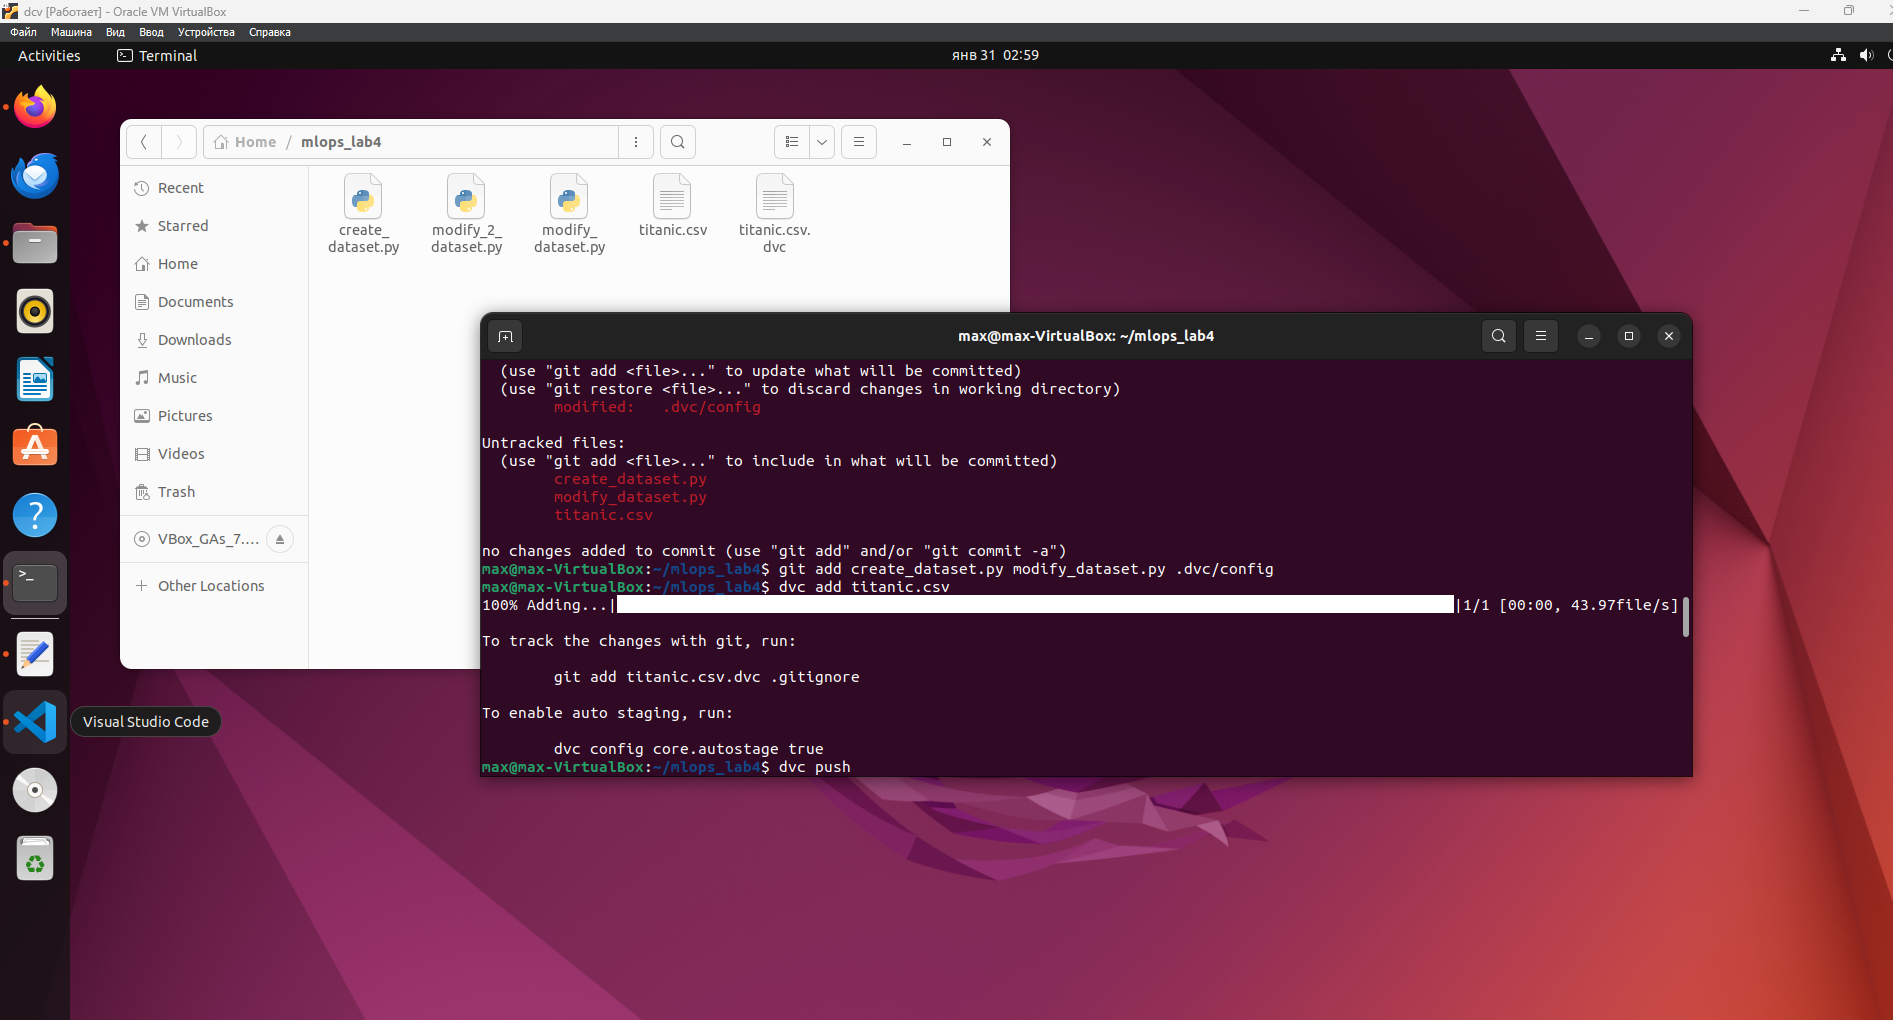 dcv [Работает] - Oracle VM VirtualBox
Файл Машина Вид Ввод Устройства Справка
Activities Terminal янв 31 02:59
Home / mlops_lab4
Recent
Starred
Home
Documents
Downloads
Music
Pictures
Videos
Trash
VBox_GAs_7....
+ Other Locations
create_
dataset.py
modify_2_
dataset.py
modify_
dataset.py
titanic.csv
titanic.csv.
dvc
Visual Studio Code
max@max-VirtualBox: ~/mlops_lab4
(use "git add <file>..." to update what will be committed)
(use "git restore <file>..." to discard changes in working directory)
modified: .dvc/config
Untracked files:
(use "git add <file>..." to include in what will be committed)
create_dataset.py
modify_dataset.py
titanic.csv
no changes added to commit (use "git add" and/or "git commit -a")
max@max-VirtualBox:~/mlops_lab4$ git add create_dataset.py modify_dataset.py .dvc/config
max@max-VirtualBox:~/mlops_lab4$ dvc add titanic.csv
100% Adding...| |1/1 [00:00, 43.97file/s]
To track the changes with git, run:
git add titanic.csv.dvc .gitignore
To enable auto staging, run:
dvc config core.autostage true
max@max-VirtualBox:~/mlops_lab4$ dvc push